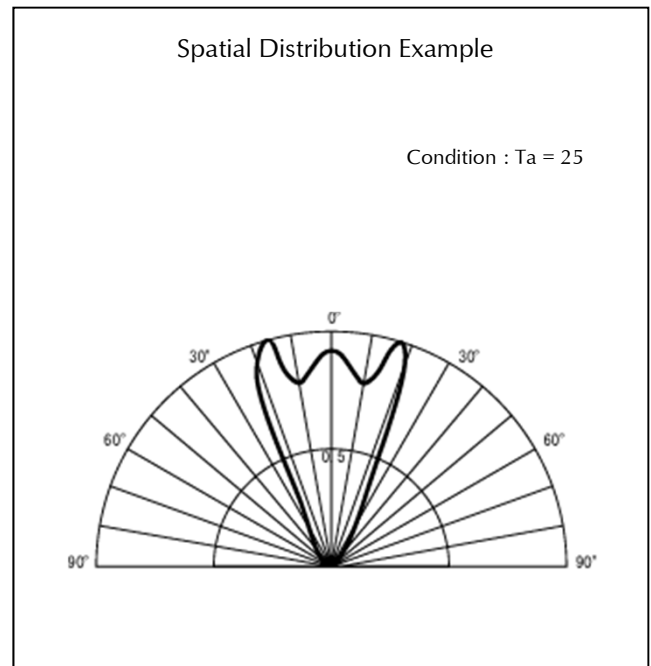 Spatial Distribution Example
Condition : Ta = 25
0°
30° 30°
60° 60°
0.5
90° 90°